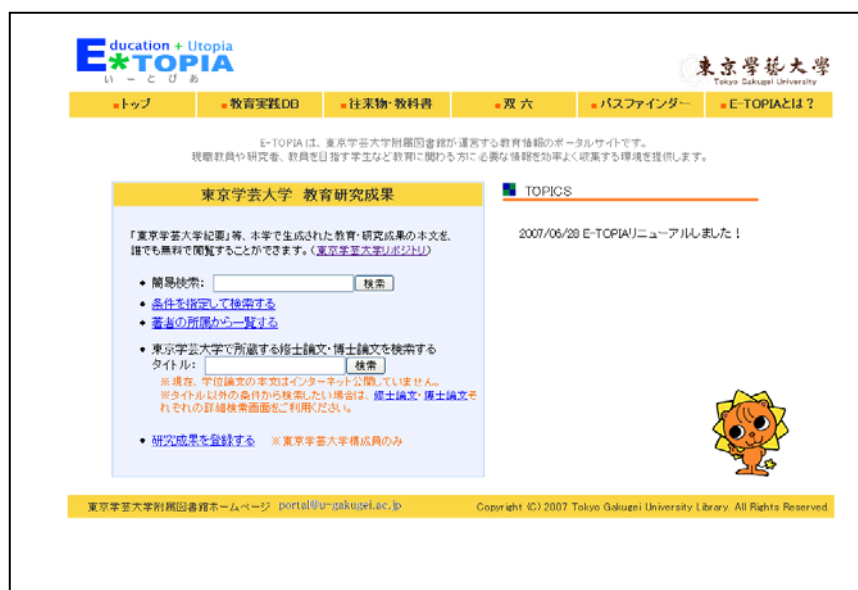 Education + Utopia
E*TOPIA
い ー と ぴ あ
東京學藝大學
Tokyo Gakugei University
トップ
教育実践DB
往来物・教科書
双 六
パスファインダー
E-TOPIAとは？
E-TOPIA は、東京学芸大学附属図書館が運営する教育情報のポータルサイトです。
現職教員や研究者、教員を目指す学生など教育に関わる方に必要な情報を効率よく収集する環境を提供します。
東京学芸大学 教育研究成果
「東京学芸大学紀要」等、本学で生成された教育・研究成果の本文を、
誰でも無料で閲覧することができます。（東京学芸大学リポジトリ）
簡易検索： 検索
条件を指定して検索する
著者の所属から一覧する
東京学芸大学で所蔵する修士論文・博士論文を検索する
タイトル： 検索
※現在、学位論文の本文はインターネット公開していません。
※タイトル以外の条件から検索したい場合は、修士論文・博士論文そ
れぞれの詳細検索画面をご利用ください。
研究成果を登録する ※東京学芸大学構成員のみ
TOPICS
2007/06/28 E-TOPIAリニューアルしました！
東京学芸大学附属図書館ホームページ portal@u-gakugei.ac.jp
Copyright (C) 2007 Tokyo Gakugei University Library. All Rights Reserved.